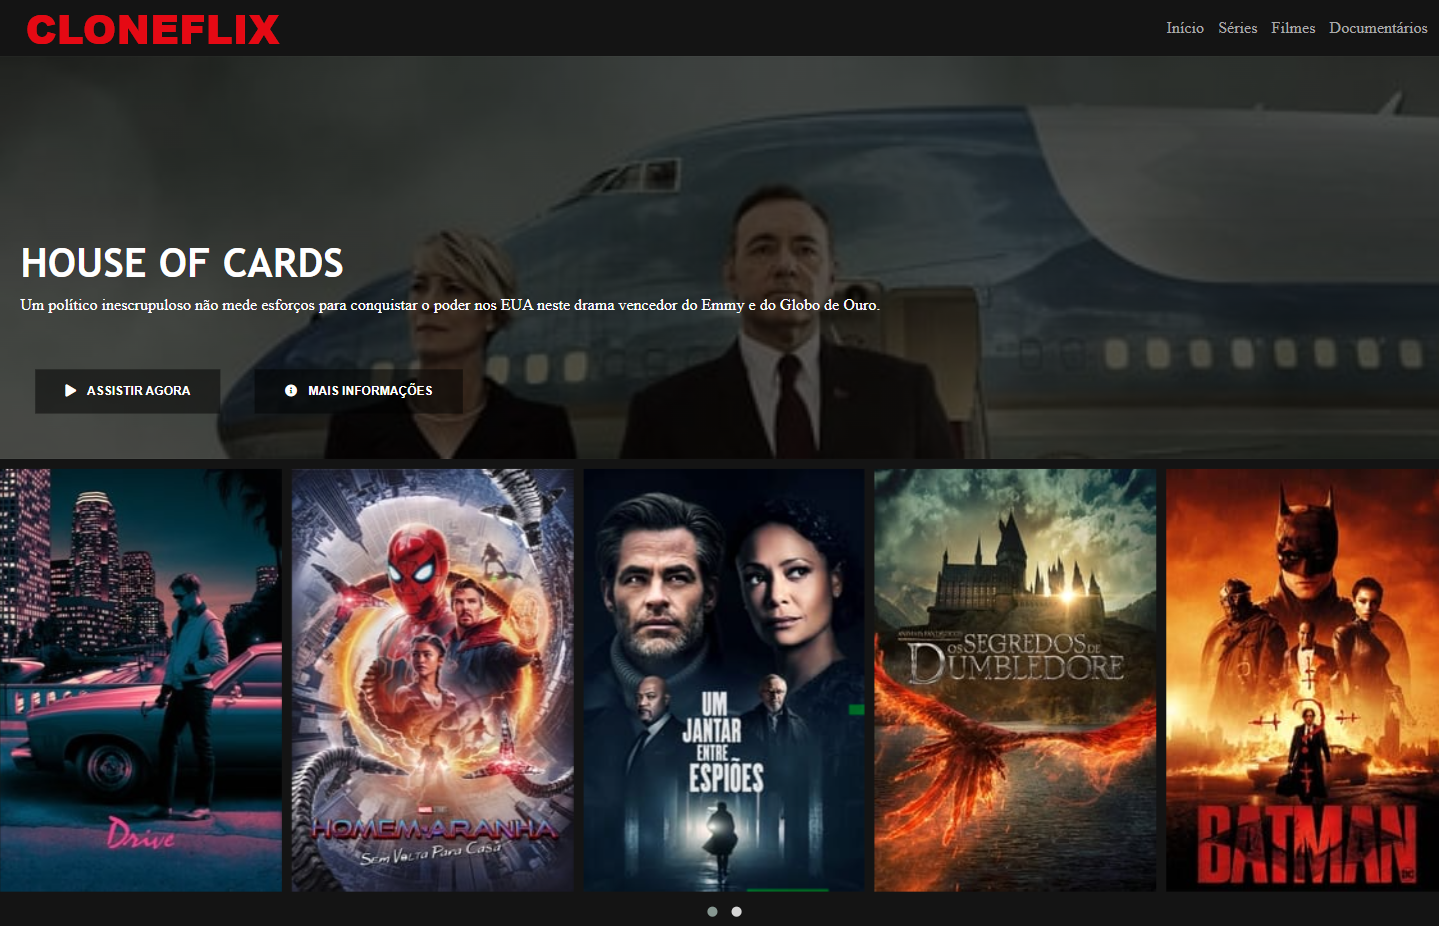 CLONEFLIX
Início Séries Filmes Documentários
HOUSE OF CARDS
Um político inescrupuloso não mede esforços para conquistar o poder nos EUA neste drama vencedor do Emmy e do Globo de Ouro.
ASSISTIR AGORA
MAIS INFORMAÇÕES
Drive
MARVEL
HOMEM-ARANHA
SEM VOLTA PARA CASA
UM
JANTAR
ENTRE
ESPIÕES
ANIMAIS FANTÁSTICOS
OS SEGREDOS DE
DUMBLEDORE
BATMAN
DC